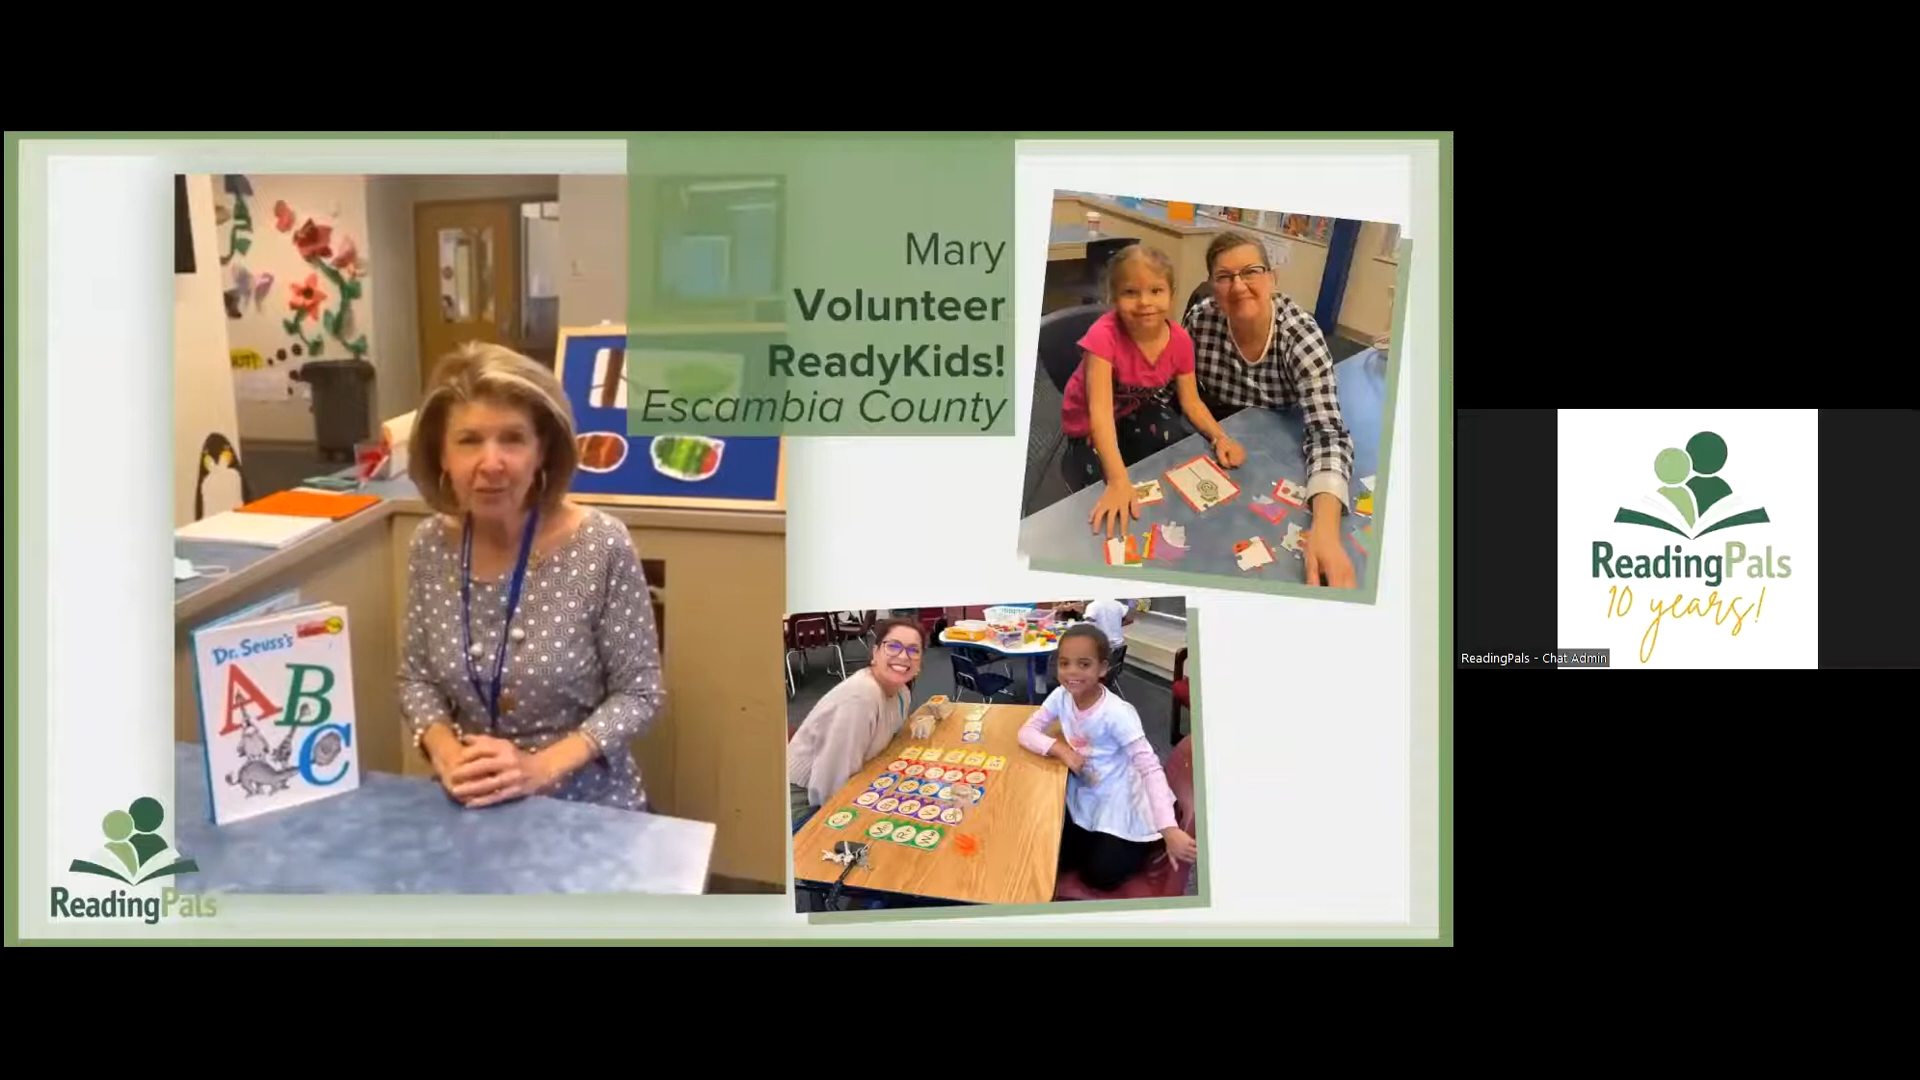 Mary
Volunteer
ReadyKids!
Escambia County
Dr. Seuss's
ABC
ReadingPals
ReadingPals
10 years!
ReadingPals - Chat Admin